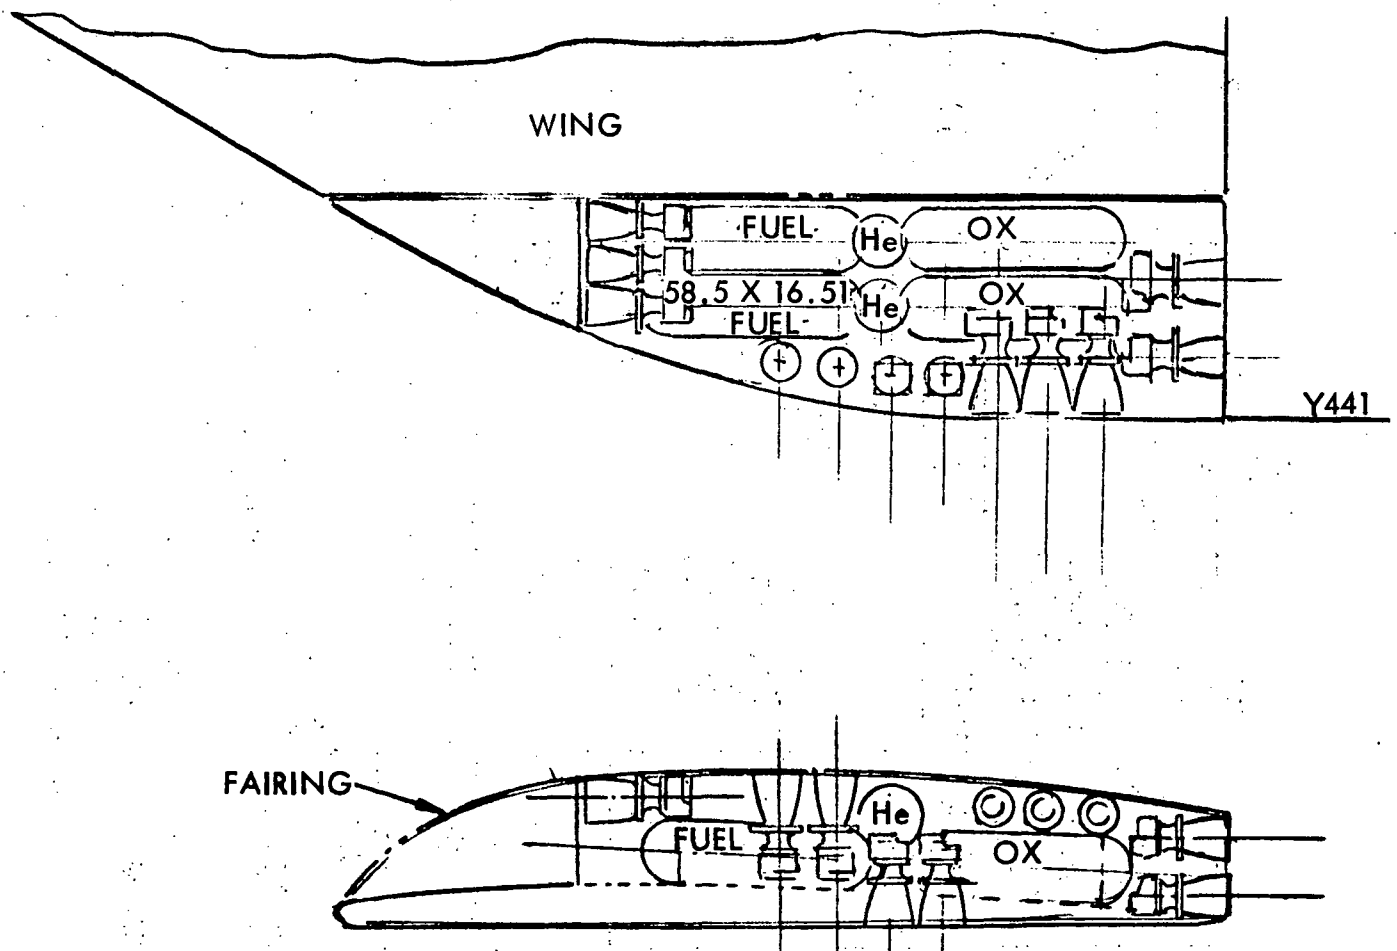 WING
FUEL
He
OX
58.5 X 16.51
He
OX
FUEL
Y441
FAIRING
He
FUEL
OX